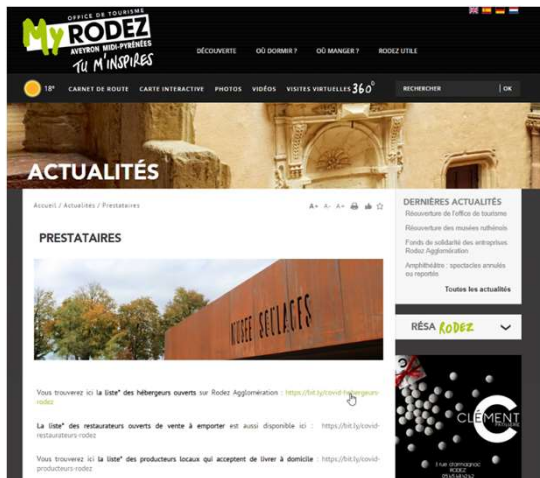 OFFICE DE TOURISME
My RODEZ
AVEYRON MIDI-PYRÉNÉES
TU M'INSPIRES
DÉCOUVERTE OÙ DORMIR ? OÙ MANGER ? RODEZ UTILE
18° CARNET DE ROUTE CARTE INTERACTIVE PHOTOS VIDÉOS VISITES VIRTUELLES 360° RECHERCHER OK
ACTUALITÉS
Accueil / Actualités / Prestataires
A+ A- A+
PRESTATAIRES
MUSÉE SOULAGES
Vous trouverez ici la liste* des hébergeurs ouverts sur Rodez Agglomération : https://bit.ly/covid-hebergeurs-
rodez
La liste* des restaurateurs ouverts de vente à emporter est aussi disponible ici : https://bit.ly/covid-
restaurateurs-rodez
Vous trouverez ici la liste* des producteurs locaux qui acceptent de livrer à domicile : https://bit.ly/covid-
producteurs-rodez
DERNIÈRES ACTUALITÉS
Réouverture de l'office de tourisme
Réouverture des musées ruthénois
Fonds de solidarité des entreprises
Rodez Agglomération
Amphithéâtre : spectacles annulés
ou reportés
Toutes les actualités
RÉSA RODEZ
CLÉMENT
PÂTISSERIE
3 rue d'armagnac
RODEZ